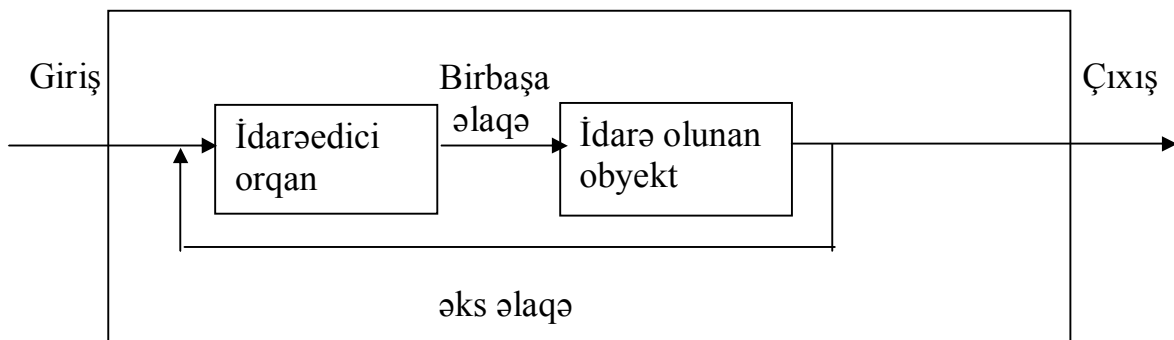 Giriş
Birbaşa
əlaqə
Çıxış
İdarəedici
orqan
İdarə olunan
obyekt
əks əlaqə